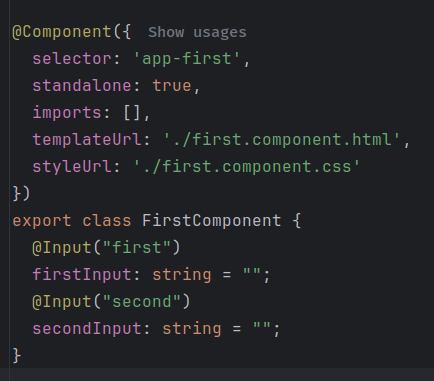 @Component({ Show usages
  selector: 'app-first',
  standalone: true,
  imports: [],
  templateUrl: './first.component.html',
  styleUrl: './first.component.css'
})
export class FirstComponent {
  @Input("first")
  firstInput: string = "";
  @Input("second")
  secondInput: string = "";
}